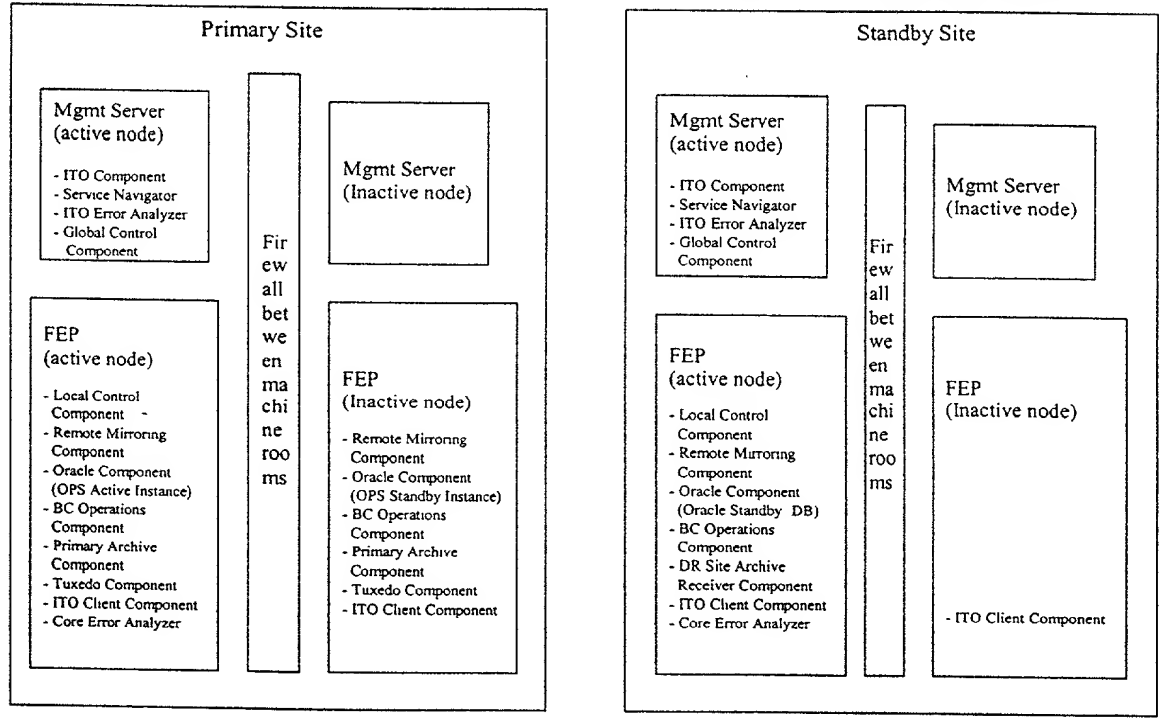 Primary Site
Mgmt Server
(active node)
- ITO Component
- Service Navigator
- ITO Error Analyzer
- Global Control
Component
FEP
(active node)
- Local Control
Component -
- Remote Mirroring
Component
- Oracle Component
(OPS Active Instance)
- BC Operations
Component
- Primary Archive
Component
- Tuxedo Component
- ITO Client Component
- Core Error Analyzer
Fir
ew
all
bet
we
en
ma
chi
ne
roo
ms
Mgmt Server
(Inactive node)
FEP
(Inactive node)
- Remote Mirroring
Component
- Oracle Component
(OPS Standby Instance)
- BC Operations
Component
- Primary Archive
Component
- Tuxedo Component
- ITO Client Component
Standby Site
Mgmt Server
(active node)
- ITO Component
- Service Navigator
- ITO Error Analyzer
- Global Control
Component
FEP
(active node)
- Local Control
Component
- Remote Mirroring
Component
- Oracle Component
(Oracle Standby DB)
- BC Operations
Component
- DR Site Archive
Receiver Component
- ITO Client Component
- Core Error Analyzer
Fir
ew
all
bet
we
en
ma
chi
ne
roo
ms
Mgmt Server
(Inactive node)
FEP
(Inactive node)
- ITO Client Component